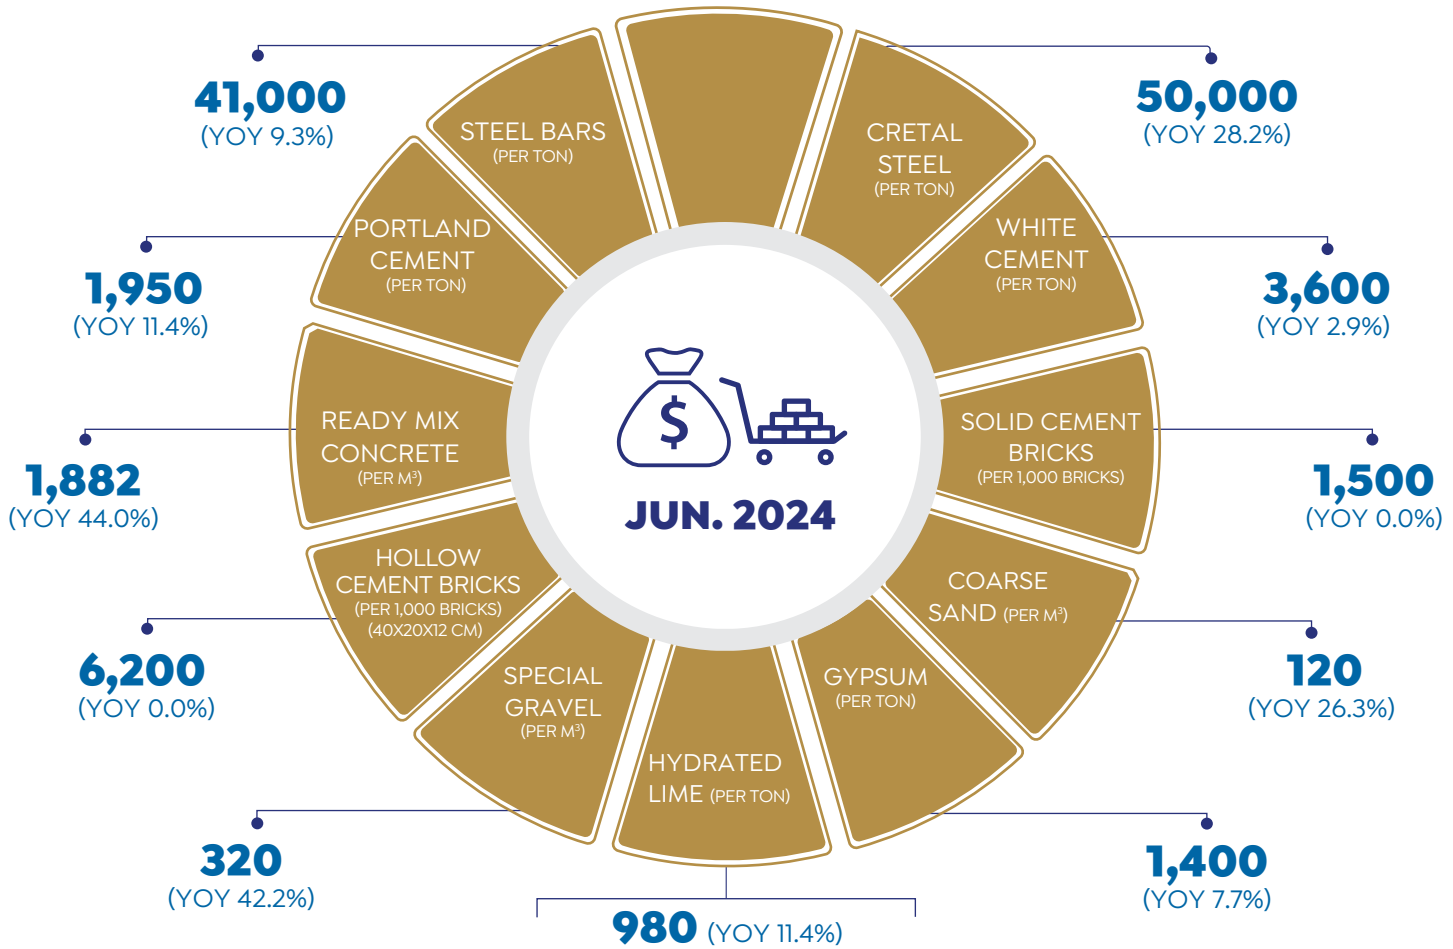 41,000
(YOY 9.3%)
STEEL BARS
(PER TON)
CRETAL
STEEL
(PER TON)
50,000
(YOY 28.2%)
1,950
(YOY 11.4%)
PORTLAND
CEMENT
(PER TON)
WHITE
CEMENT
(PER TON)
3,600
(YOY 2.9%)
1,882
(YOY 44.0%)
READY MIX
CONCRETE
(PER M³)
$
JUN. 2024
SOLID CEMENT
BRICKS
(PER 1,000 BRICKS)
1,500
(YOY 0.0%)
6,200
(YOY 0.0%)
HOLLOW
CEMENT BRICKS
(PER 1,000 BRICKS)
(40X20X12 CM)
COARSE
SAND (PER M³)
120
(YOY 26.3%)
320
(YOY 42.2%)
SPECIAL
GRAVEL
(PER M³)
HYDRATED
LIME (PER TON)
980 (YOY 11.4%)
GYPSUM
(PER TON)
1,400
(YOY 7.7%)